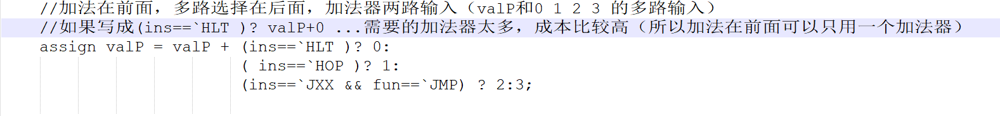 //加法在前面，多路选择在后面，加法器两路输入（valP和0 1 2 3 的多路输入）
//如果写成(ins==`HLT )? valP+0 ...需要的加法器太多，成本比较高（所以加法在前面可以只用一个加法器）
assign valP = valP + (ins==`HLT )? 0:
( ins==`HOP )? 1:
(ins==`JXX && fun==`JMP) ? 2:3;